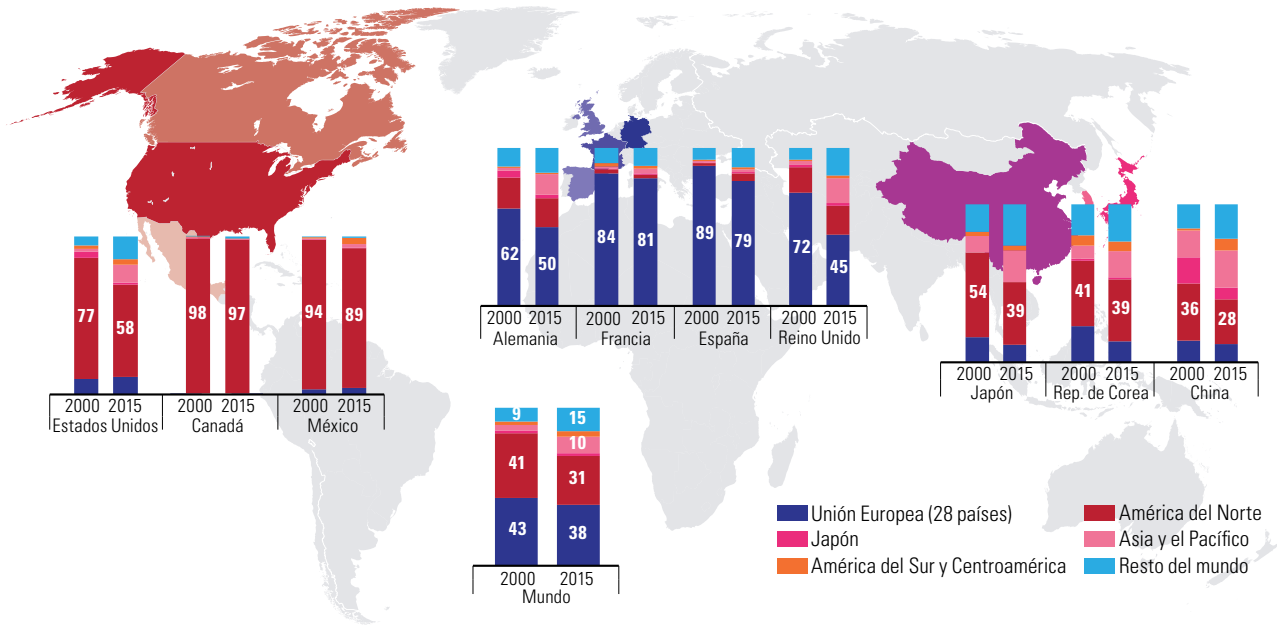 77
58
2000 2015
Estados Unidos
98
97
2000 2015
Canadá
94
89
2000 2015
México
62
50
2000 2015
Alemania
84
81
2000 2015
Francia
89
79
2000 2015
España
72
45
2000 2015
Reino Unido
54
39
2000 2015
Japón
41
39
2000 2015
Rep. de Corea
36
28
2000 2015
China
9
41
43
15
10
31
38
2000 2015
Mundo
Unión Europea (28 países)
Japón
América del Sur y Centroamérica
América del Norte
Asia y el Pacífico
Resto del mundo